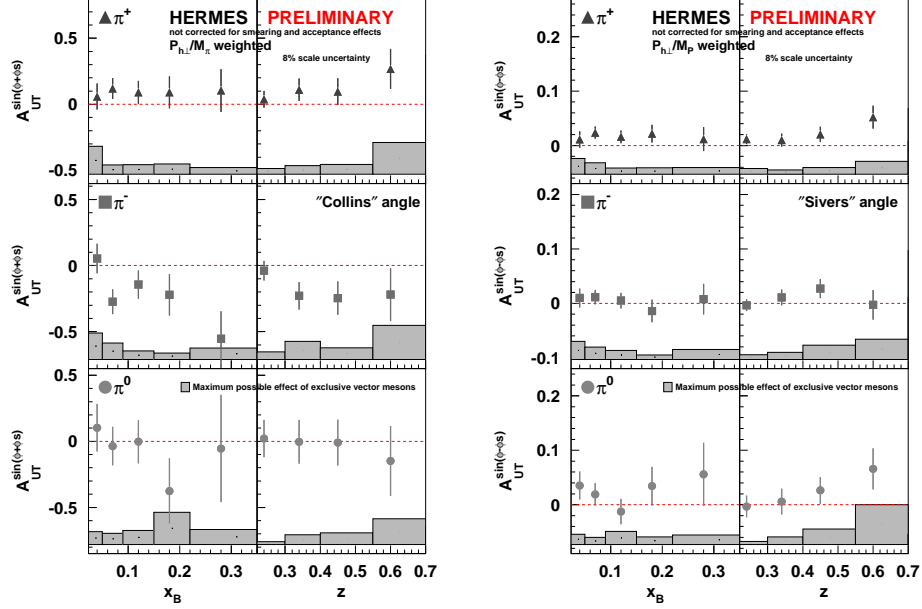 π+ HERMES PRELIMINARY
not corrected for smearing and acceptance effects
P_h⊥/M_π weighted
8% scale uncertainty
A_UT^sin(ϕ+ϕs)
0.5
0
-0.5
π-
"Collins" angle
A_UT^sin(ϕ+ϕs)
0
-0.5
π0
Maximum possible effect of exclusive vector mesons
A_UT^sin(ϕ+ϕs)
0.5
0
-0.5
0.1 0.2 0.3 0.3 0.4 0.5 0.6 0.7
x_B z
π+ HERMES PRELIMINARY
not corrected for smearing and acceptance effects
P_h⊥/M_P weighted
8% scale uncertainty
A_UT^sin(ϕ-ϕs)
0.2
0.1
0
π-
"Sivers" angle
A_UT^sin(ϕ-ϕs)
0.2
0.1
0
-0.1
π0
Maximum possible effect of exclusive vector mesons
A_UT^sin(ϕ-ϕs)
0.2
0.1
0
0.1 0.2 0.3 0.3 0.4 0.5 0.6 0.7
x_B z